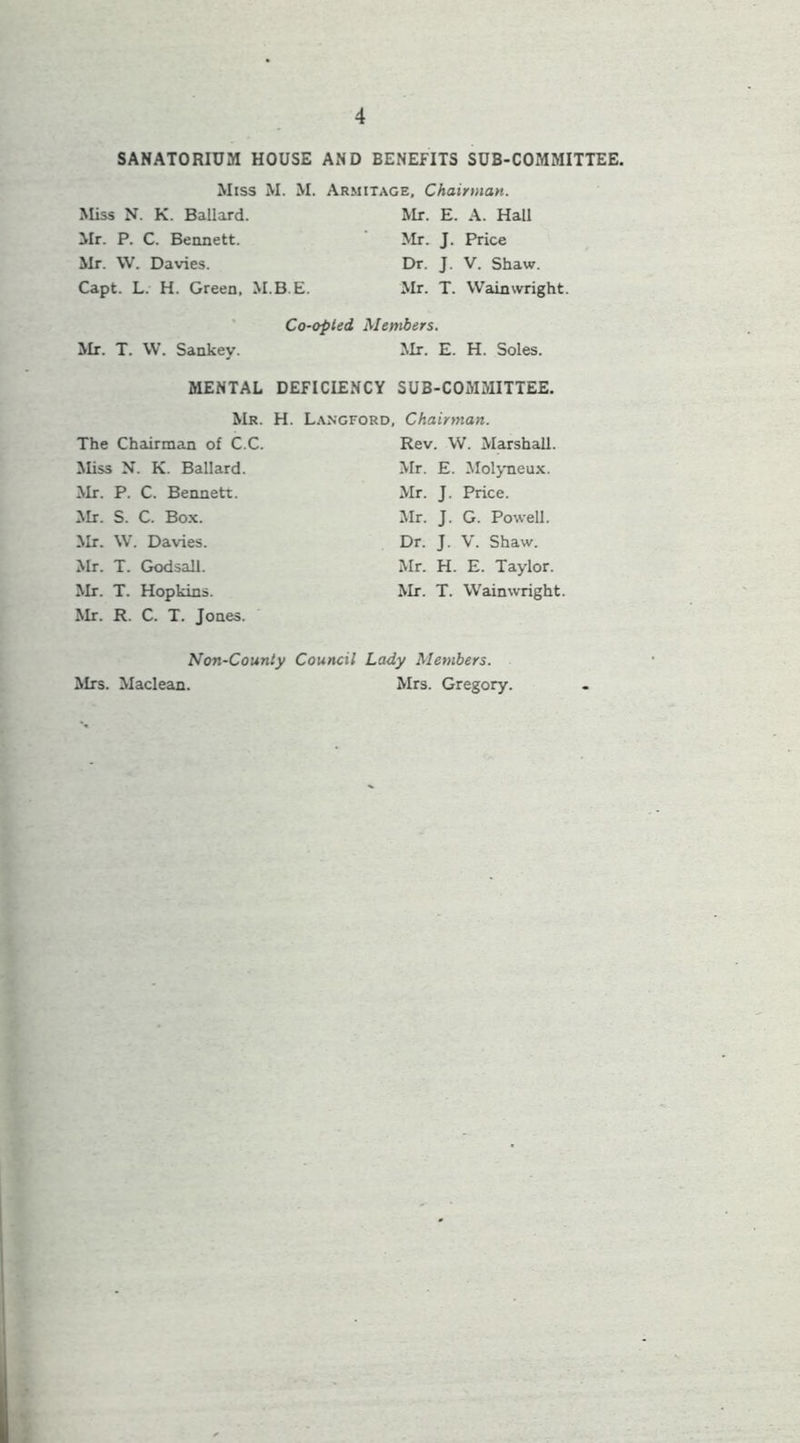 4
SANATORIUM HOUSE AND BENEFITS SUB-COMMITTEE.
Miss M. M. Armitage, Chairman.
Miss N. K. Ballard. Mr. E. A. Hall
Mr. P. C. Bennett. Mr. J. Price
Mr. W. Davies. Dr. J. V. Shaw.
Capt. L. H. Green, M.B.E. Mr. T. Wainwright.
Co-opted Members.
Mr. T. W. Sankey. Mr. E. H. Soles.
MENTAL DEFICIENCY SUB-COMMITTEE.
Mr. H. Langford, Chairman.
The Chairman of C.C. Rev. W. Marshall.
Miss N. K. Ballard. Mr. E. Molyneux.
Mr. P. C. Bennett. Mr. J. Price.
Mr. S. C. Box. Mr. J. G. Powell.
Mr. W. Davies. Dr. J. V. Shaw.
Mr. T. Godsall. Mr. H. E. Taylor.
Mr. T. Hopkins. Mr. T. Wainwright.
Mr. R. C. T. Jones.
Non-County Council Lady Members.
Mrs. Maclean. Mrs. Gregory.